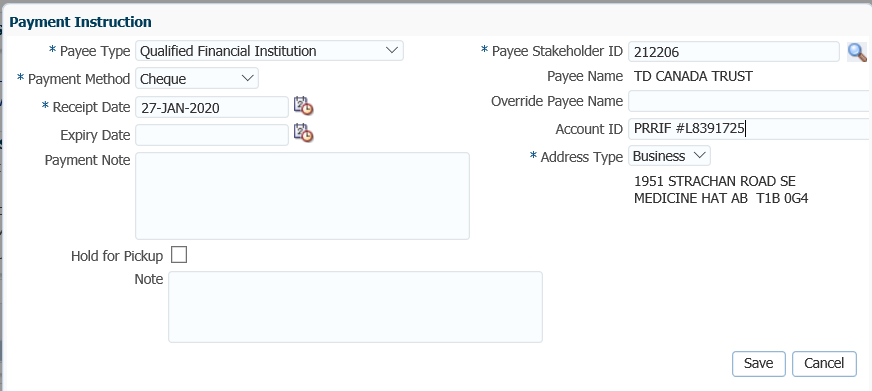 Payment Instruction
* Payee Type Qualified Financial Institution
* Payment Method Cheque
* Receipt Date 27-JAN-2020
Expiry Date
Payment Note
Hold for Pickup
Note
* Payee Stakeholder ID 212206
Payee Name TD CANADA TRUST
Override Payee Name
Account ID PRRIF #L8391725
* Address Type Business
1951 STRACHAN ROAD SE
MEDICINE HAT AB T1B 0G4
Save Cancel